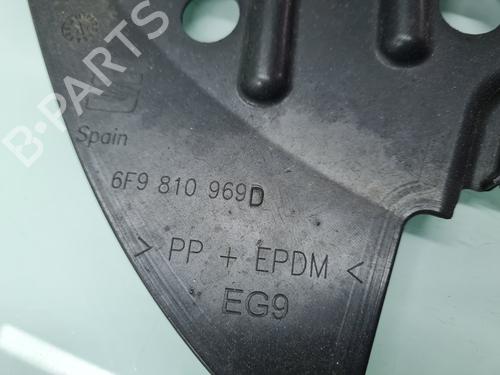 B-PARTS
Spain
6F9 810 969D
> PP + EPDM <
EG9